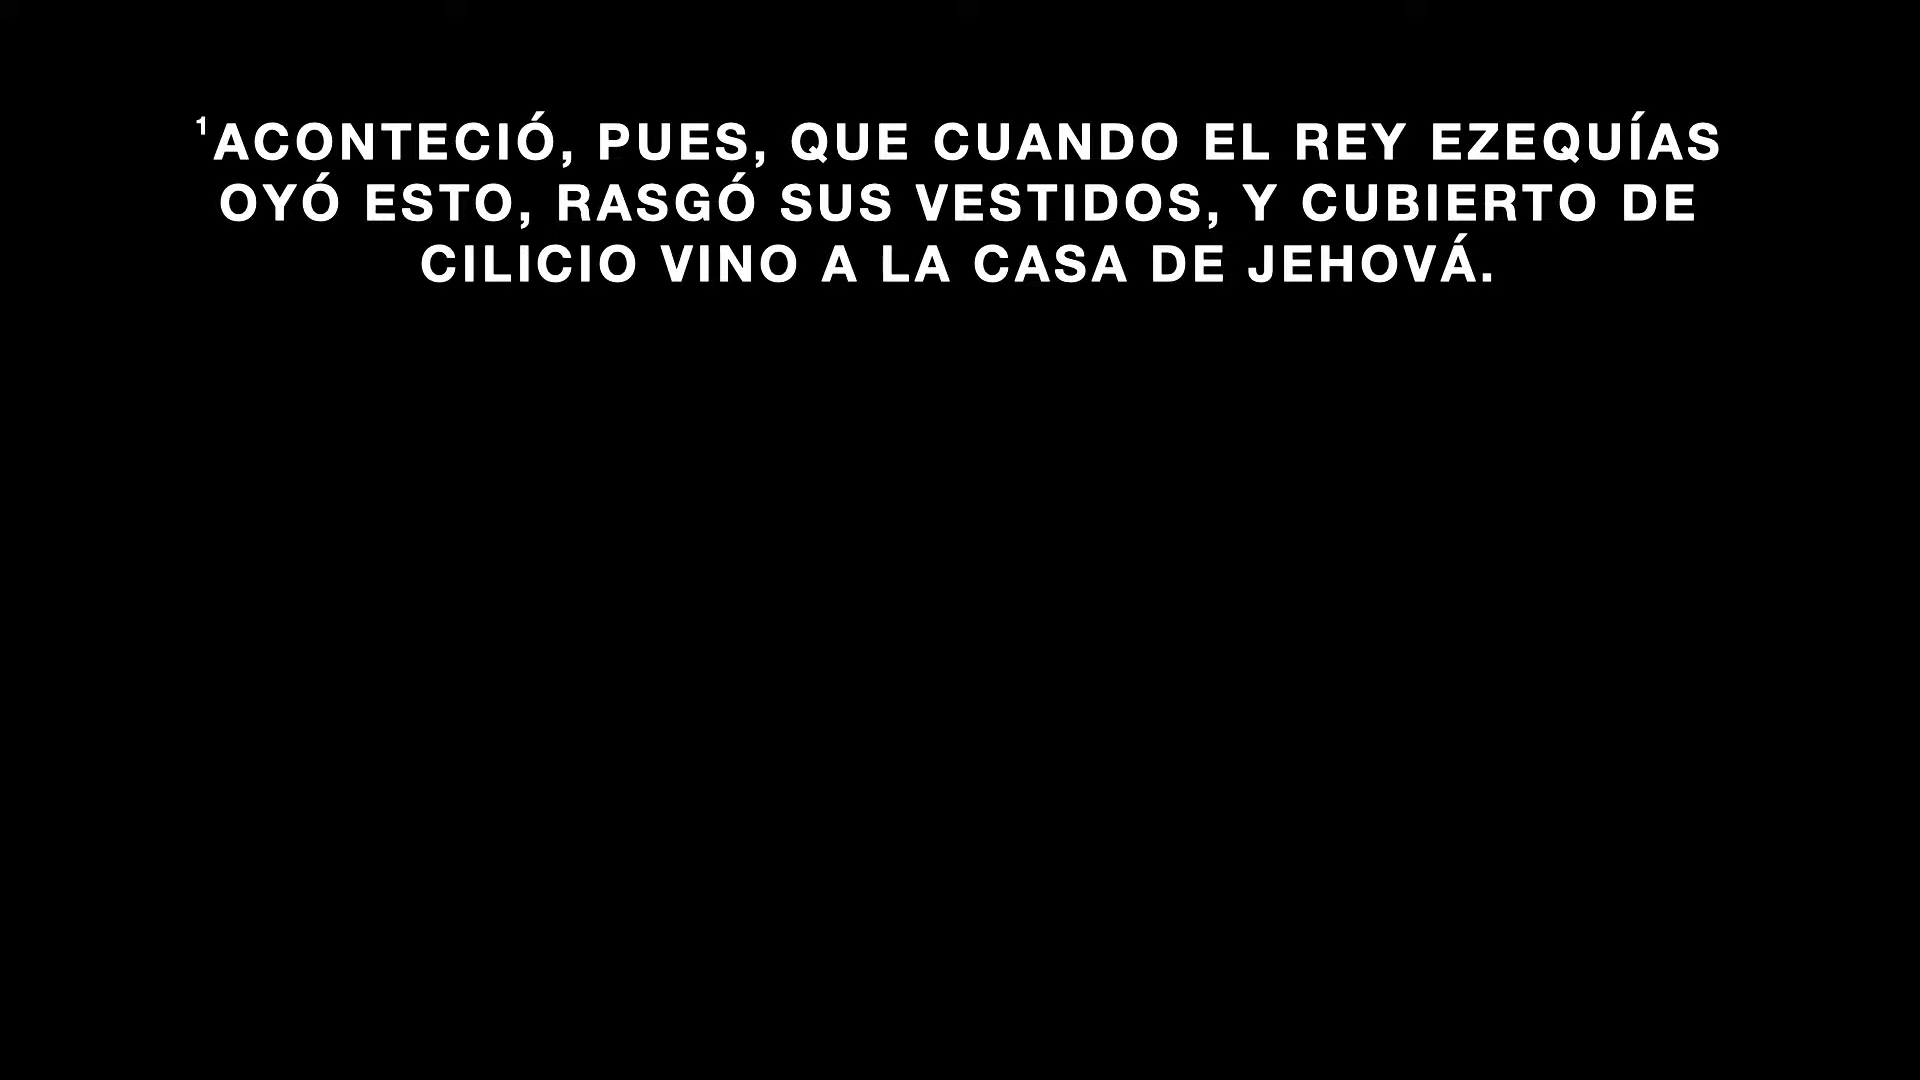 ¹ACONTECIÓ, PUES, QUE CUANDO EL REY EZEQUÍAS
OYÓ ESTO, RASGÓ SUS VESTIDOS, Y CUBIERTO DE
CILICIO VINO A LA CASA DE JEHOVÁ.